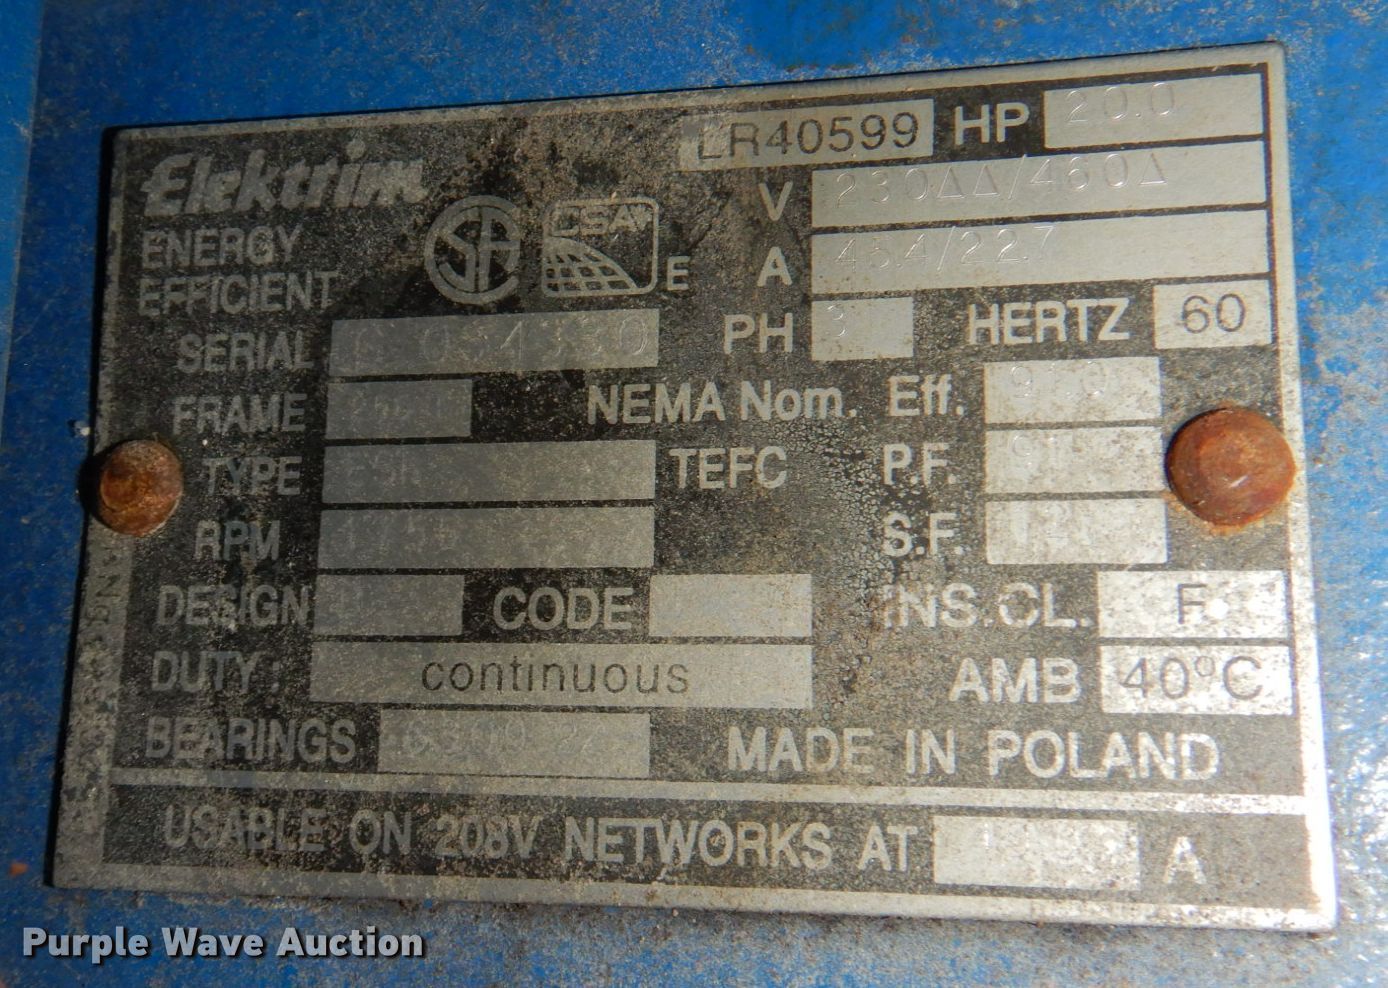 Elektrim LR40599 HP 20.0
ENERGY V 230ΔΔ/460Δ
EFFICIENT SA CSA E A 45.4/22.7
SERIAL PH 3 HERTZ 60
FRAME NEMA Nom. Eff.
TYPE TEFC P.F.
RPM S.F.
DESIGN CODE INS.CL. F
DUTY: continuous AMB 40°C
BEARINGS MADE IN POLAND
USABLE ON 208V NETWORKS AT A
Purple Wave Auction